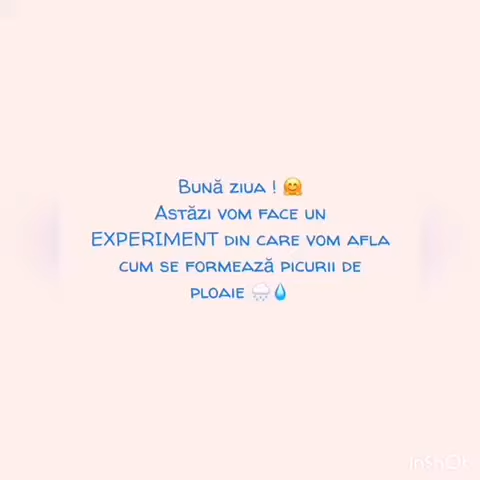 Bună ziua ! 🤗
Astăzi vom face un
EXPERIMENT din care vom afla
cum se formează picurii de
ploaie 🌧️💧
InShOt